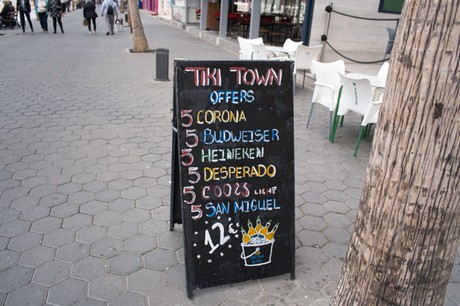 TIKI TOWN
OFFERS
5 CORONA
5 BUDWEISER
5 HEINEKEN
5 DESPERADO
5 COORS LIGHT
5 SAN MIGUEL
12€